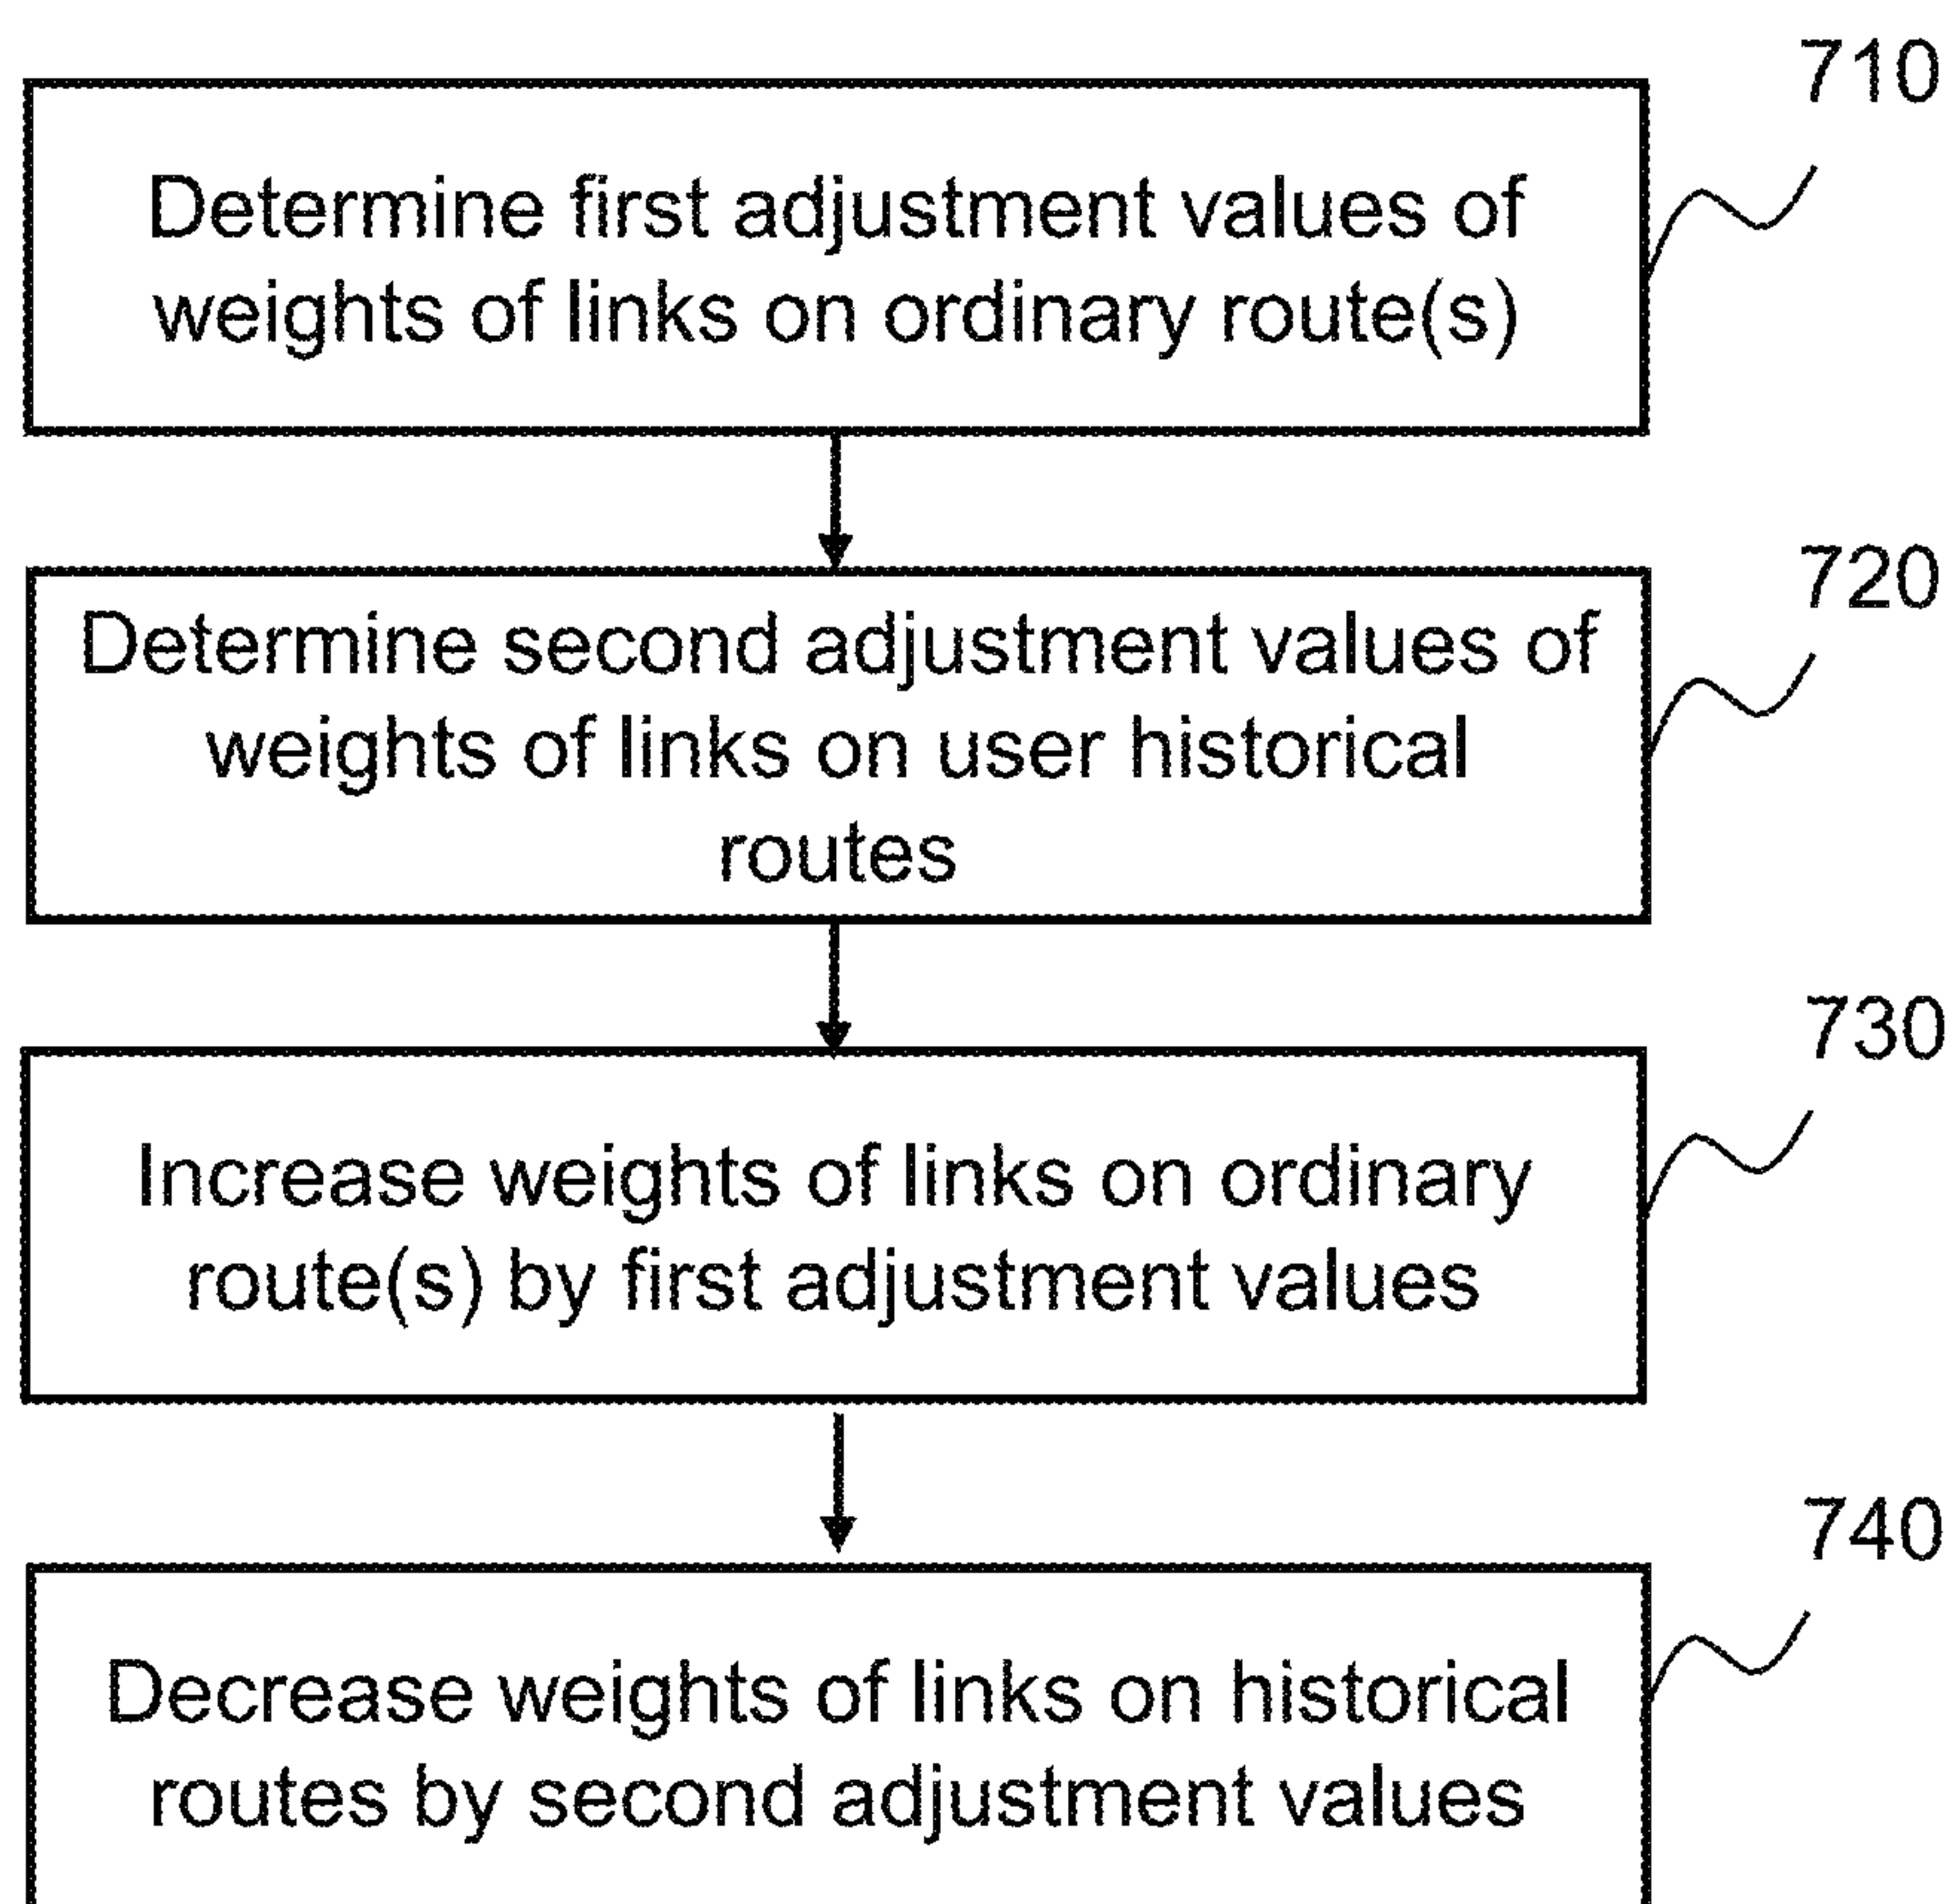 710
Determine first adjustment values of
weights of links on ordinary route(s)
720
Determine second adjustment values of
weights of links on user historical
routes
730
Increase weights of links on ordinary
route(s) by first adjustment values
740
Decrease weights of links on historical
routes by second adjustment values